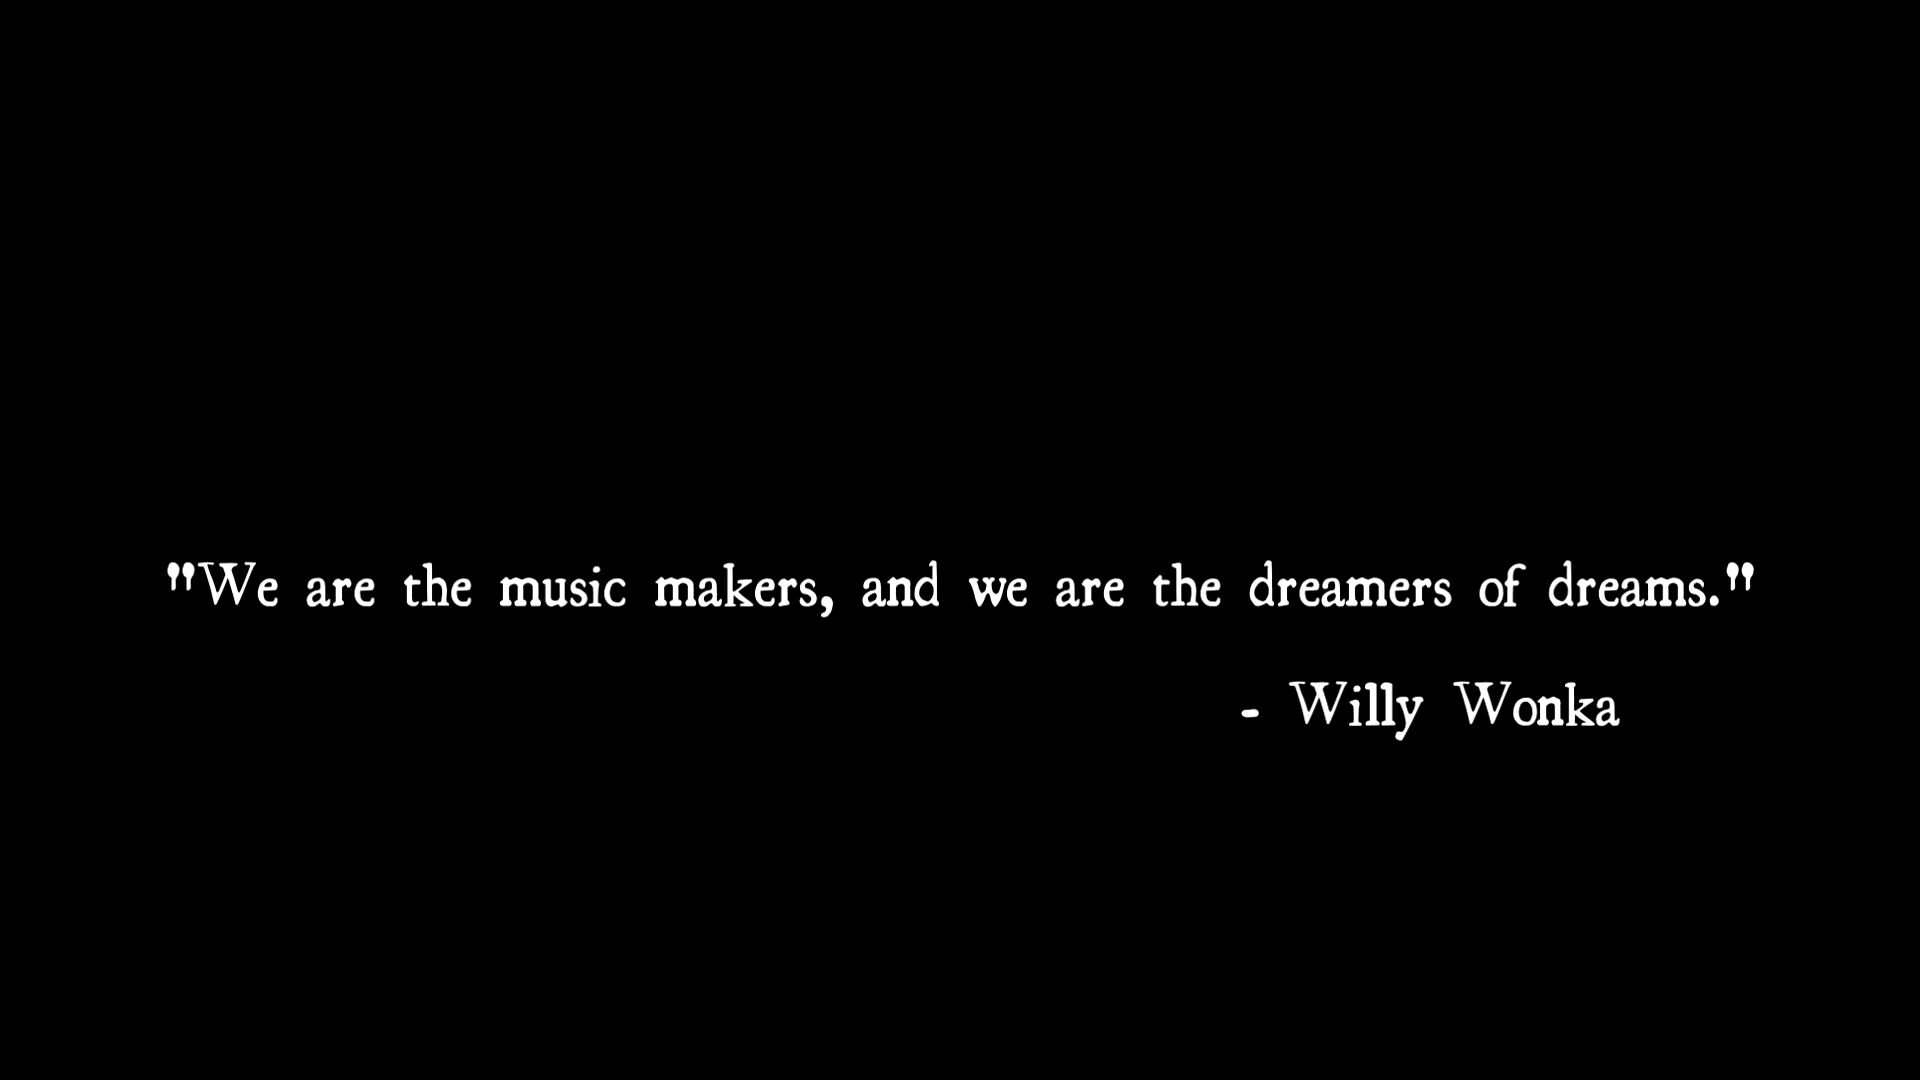 "We are the music makers, and we are the dreamers of dreams."
- Willy Wonka